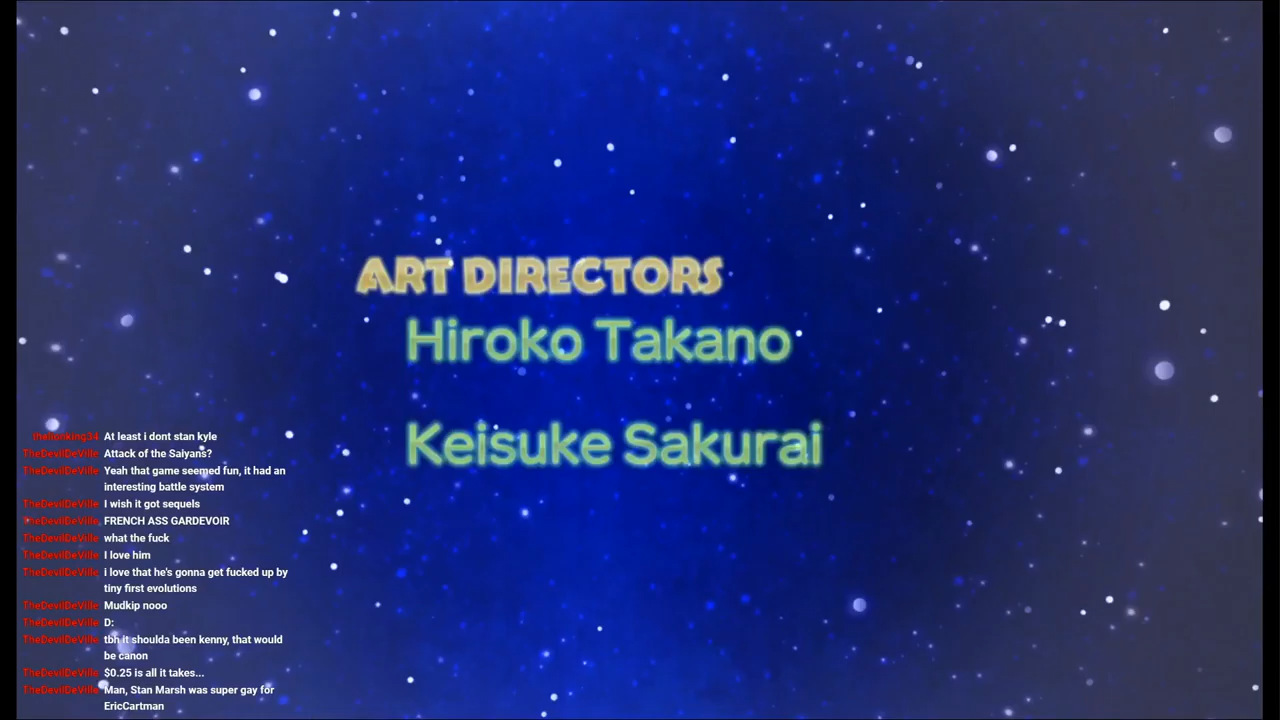 ART DIRECTORS
Hiroko Takano
Keisuke Sakurai
thelionking34 At least i dont stan kyle
TheDevilDeVille Attack of the Saiyans?
TheDevilDeVille Yeah that game seemed fun, it had an
interesting battle system
TheDevilDeVille I wish it got sequels
TheDevilDeVille FRENCH ASS GARDEVOIR
TheDevilDeVille what the fuck
TheDevilDeVille I love him
TheDevilDeVille i love that he's gonna get fucked up by
tiny first evolutions
TheDevilDeVille Mudkip nooo
TheDevilDeVille D:
TheDevilDeVille tbh it shoulda been kenny, that would
be canon
TheDevilDeVille $0.25 is all it takes...
TheDevilDeVille Man, Stan Marsh was super gay for
EricCartman